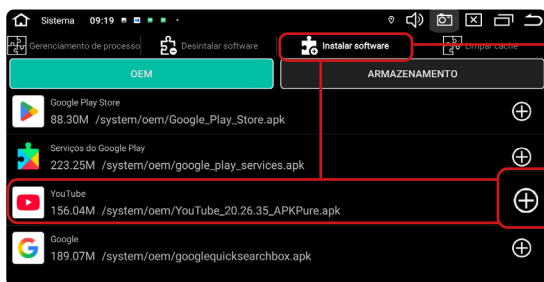 Sistema 09:19
Gerenciamento de processo Desintalar software Instalar software Limpar cache
OEM ARMAZENAMENTO
Google Play Store
88.30M /system/oem/Google_Play_Store.apk
Serviços do Google Play
223.25M /system/oem/google_play_services.apk
YouTube
156.04M /system/oem/YouTube_20.26.35_APKPure.apk
Google
189.07M /system/oem/googlequicksearchbox.apk